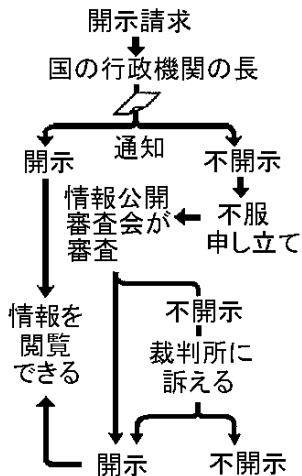 開示請求
国の行政機関の長
通知
開示
不開示
情報公開
審査会が
審査
不服
申し立て
情報を
閲覧
できる
不開示
裁判所に
訴える
開示
不開示